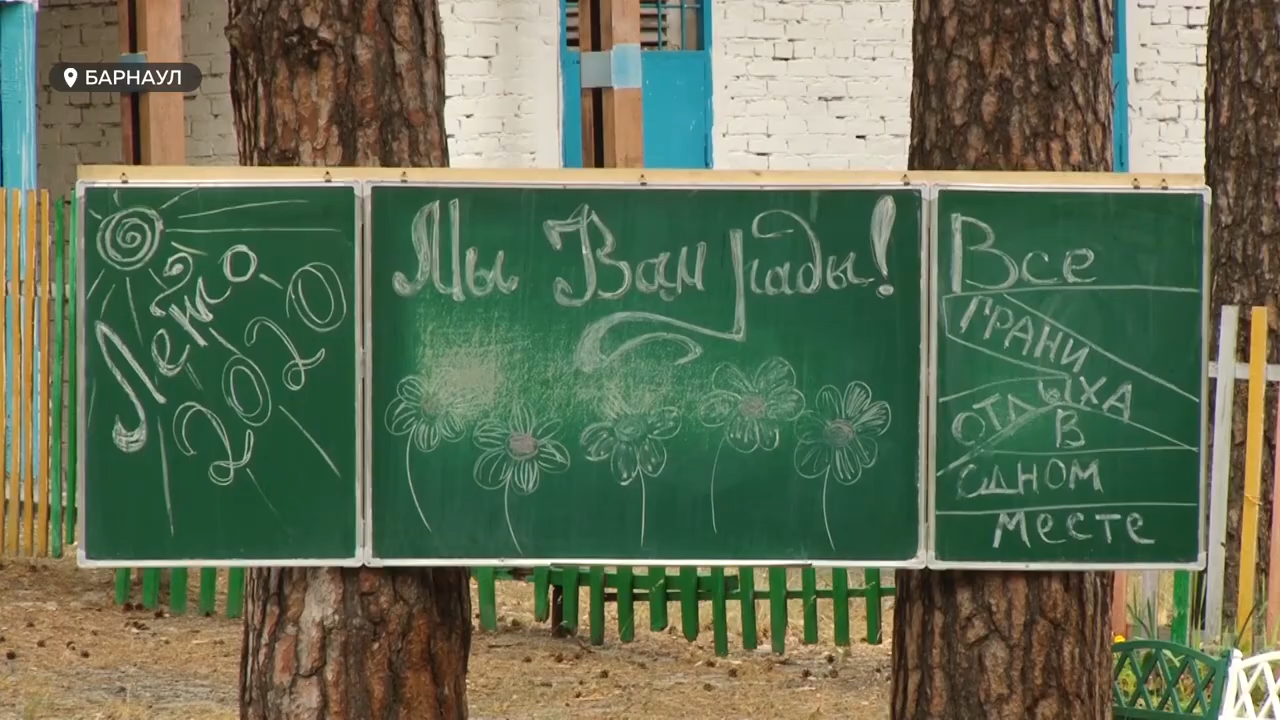 БАРНАУЛ
Лето
2020
Мы Вам рады!
Все
ГРАНИ
ОТДЫХА
В
ОДНОМ
Месте